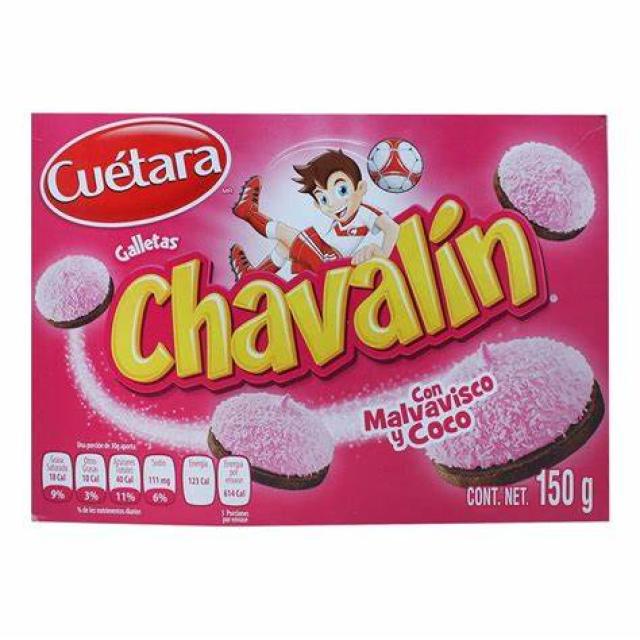 Cuétara
MR
Galletas
Chavalín
Con
Malvavisco
y Coco
Una porción de 30g aporta:
Grasa Saturada 18 Cal 9%
Otras Grasas 10 Cal 3%
Azúcares Totales 40 Cal 11%
Sodio 111 mg 6%
Energía 123 Cal
Energía por envase 614 Cal
% de los nutrimentos diarios
5 Porciones por envase
CONT. NET. 150 g